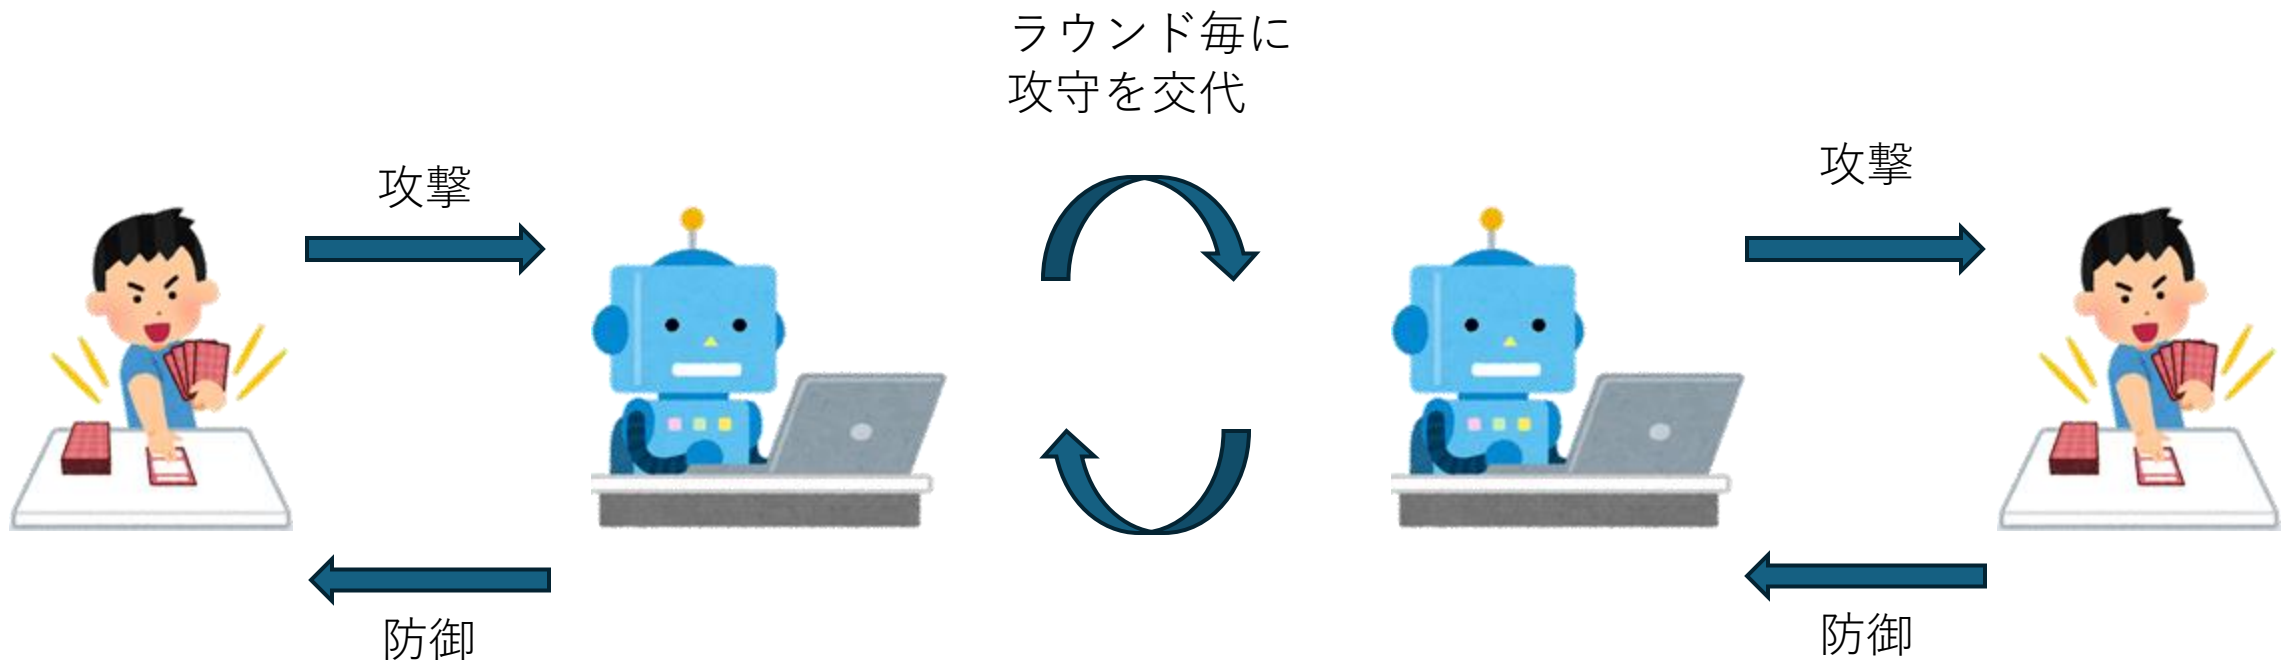 ラウンド毎に
攻守を交代
攻撃
攻撃
防御
防御